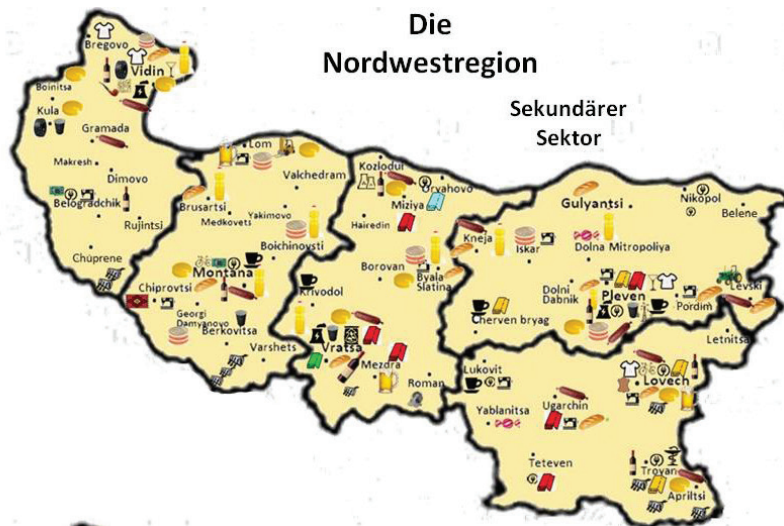 Die
Nordwestregion
Sekundärer
Sektor
Bregovo
Vidin
Boinitsa
Kula
Gramada
Makresh
Dimovo
Belogradchik
Rujintsi
Chuprene
Lom
Valchedram
Brusartsi
Medkovets
Yakimovo
Boichinovsti
Montana
Chiprovtsi
Georgi
Damyanovo
Berkovitsa
Varshets
Kozlodui
Oryahovo
Miziya
Hairedin
Borovan
Byala
Slatina
Krivodol
Vratsa
Mezdra
Roman
Gulyantsi
Nikopol
Belene
Kneja
Iskar
Dolna Mitropoliya
Dolni
Dabnik
Pleven
Levski
Pordim
Cherven bryag
Letnitsa
Lukovit
Lovech
Yablanitsa
Ugarchin
Teteven
Troyan
Apriltsi